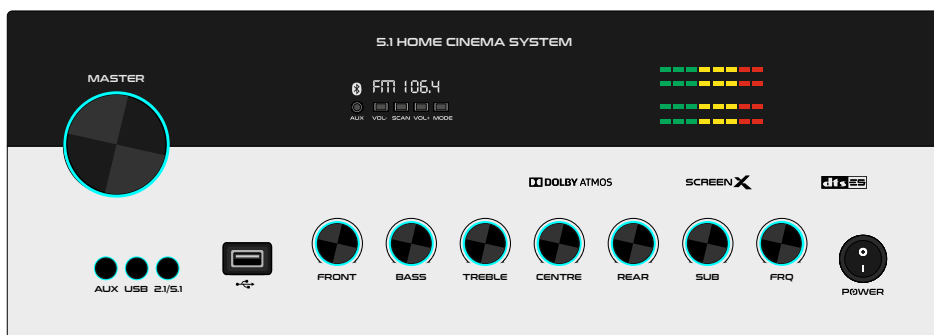 5.1 HOME CINEMA SYSTEM
MASTER
FM 106.4
AUX VOL- SCAN VOL+ MODE
DOLBY ATMOS SCREEN X dts ES
FRONT BASS TREBLE CENTRE REAR SUB FRQ
AUX USB 2.1/5.1
POWER